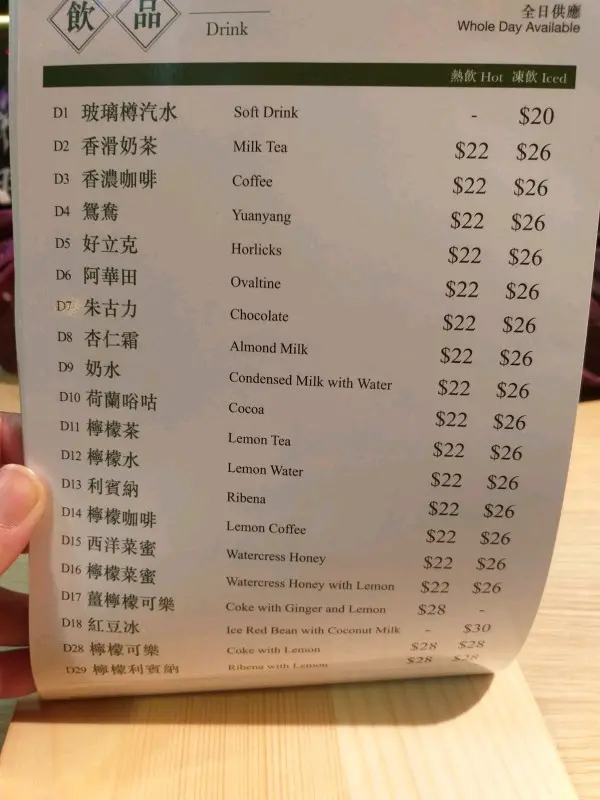 飲品
Drink
全日供應
Whole Day Available
熱飲 Hot 凍飲 Iced
D1 玻璃樽汽水 Soft Drink - $20
D2 香滑奶茶 Milk Tea $22 $26
D3 香濃咖啡 Coffee $22 $26
D4 鴛鴦 Yuanyang $22 $26
D5 好立克 Horlicks $22 $26
D6 阿華田 Ovaltine $22 $26
D7 朱古力 Chocolate $22 $26
D8 杏仁霜 Almond Milk $22 $26
D9 奶水 Condensed Milk with Water $22 $26
D10 荷蘭唂咕 Cocoa $22 $26
D11 檸檬茶 Lemon Tea $22 $26
D12 檸檬水 Lemon Water $22 $26
D13 利賓納 Ribena $22 $26
D14 檸檬咖啡 Lemon Coffee $22 $26
D15 西洋菜蜜 Watercress Honey $22 $26
D16 檸檬菜蜜 Watercress Honey with Lemon $22 $26
D17 薑檸檬可樂 Coke with Ginger and Lemon $28 -
D18 紅豆冰 Ice Red Bean with Coconut Milk - $30
D28 檸檬可樂 Coke with Lemon $28 $28
D29 檸檬利賓納 Ribena with Lemon $28 $28